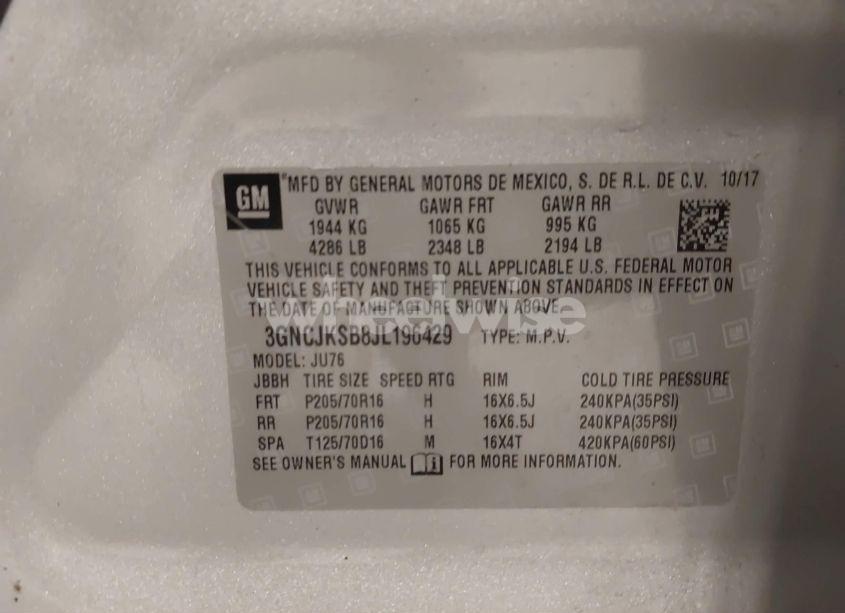 GM
MFD BY GENERAL MOTORS DE MEXICO, S. DE R.L. DE C.V. 10/17
GVWR GAWR FRT GAWR RR
1944 KG 1065 KG 995 KG
4286 LB 2348 LB 2194 LB
THIS VEHICLE CONFORMS TO ALL APPLICABLE U.S. FEDERAL MOTOR
VEHICLE SAFETY AND THEFT PREVENTION STANDARDS IN EFFECT ON
THE DATE OF MANUFACTURE SHOWN ABOVE.
wheelwise
3GNCJKSB8JL196429 TYPE: M.P.V.
MODEL: JU76
JBBH TIRE SIZE SPEED RTG RIM COLD TIRE PRESSURE
FRT P205/70R16 H 16X6.5J 240KPA(35PSI)
RR P205/70R16 H 16X6.5J 240KPA(35PSI)
SPA T125/70D16 M 16X4T 420KPA(60PSI)
SEE OWNER'S MANUAL FOR MORE INFORMATION.